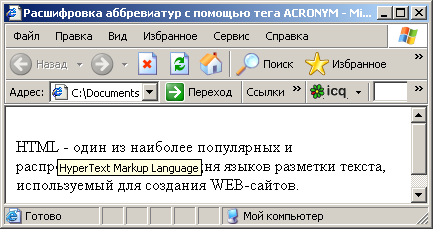 Расшифровка аббревиатур с помощью тега ACRONYM - Mi...
Файл Правка Вид Избранное Сервис Справка
Назад Поиск Избранное
Адрес: C:\Documents Переход Ссылки icq
HTML - один из наиболее популярных и
распр HyperText Markup Language ня языков разметки текста,
используемый для создания WEB-сайтов.
Готово Мой компьютер